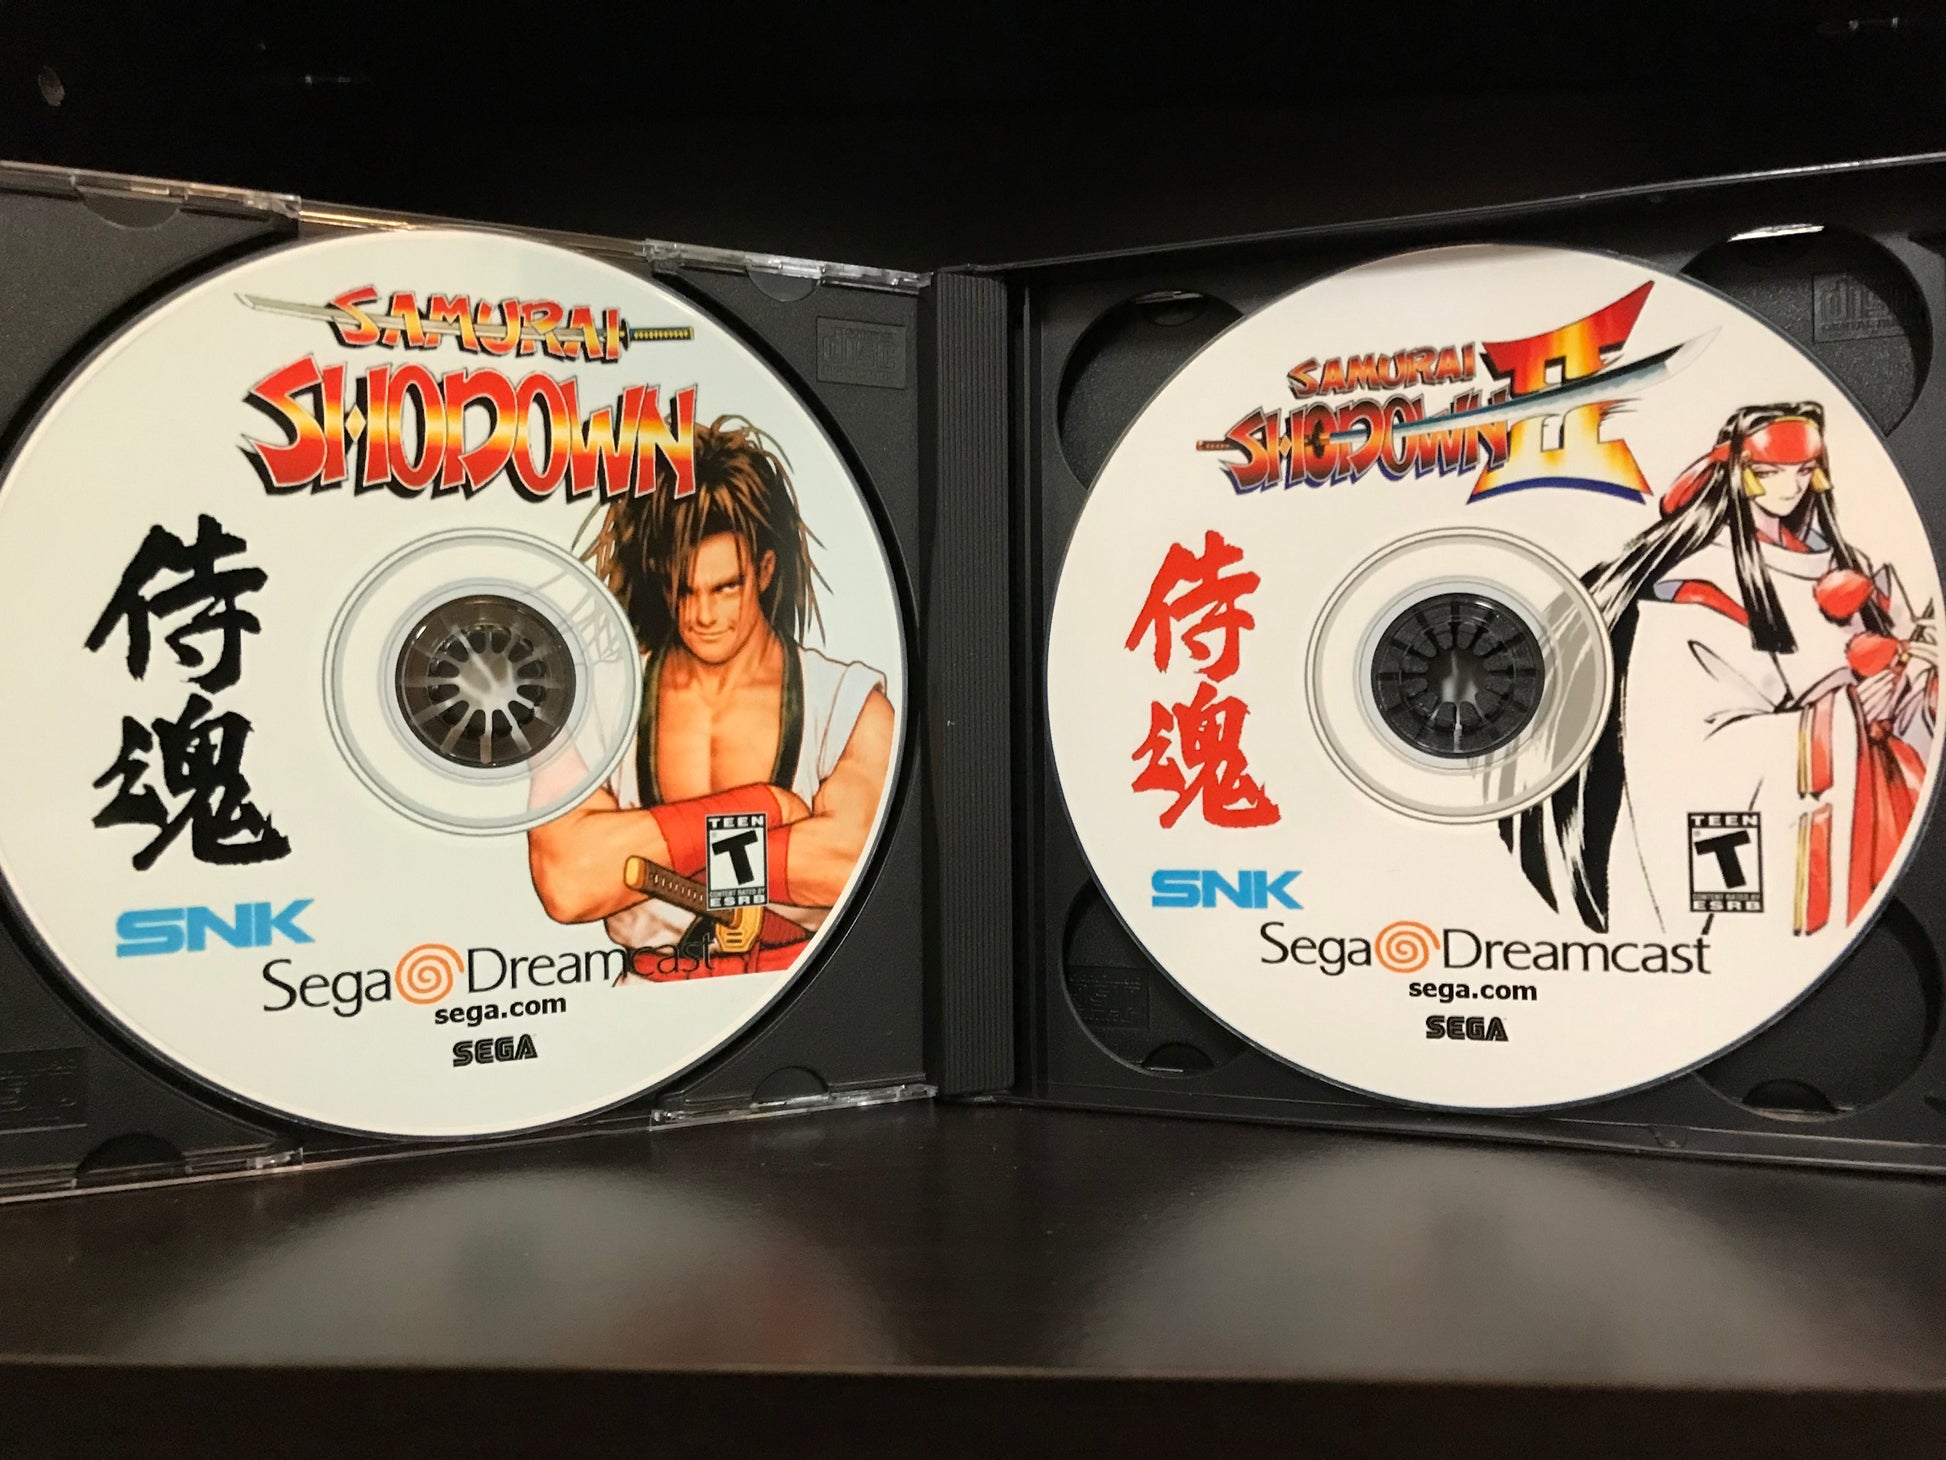 SAMURAI
SHODOWN
侍
魂
SNK
TEEN
T
CONTENT RATED BY
ESRB
Sega Dreamcast
sega.com
SEGA
SAMURAI
SHODOWN II
侍
魂
SNK
TEEN
T
CONTENT RATED BY
ESRB
Sega Dreamcast
sega.com
SEGA